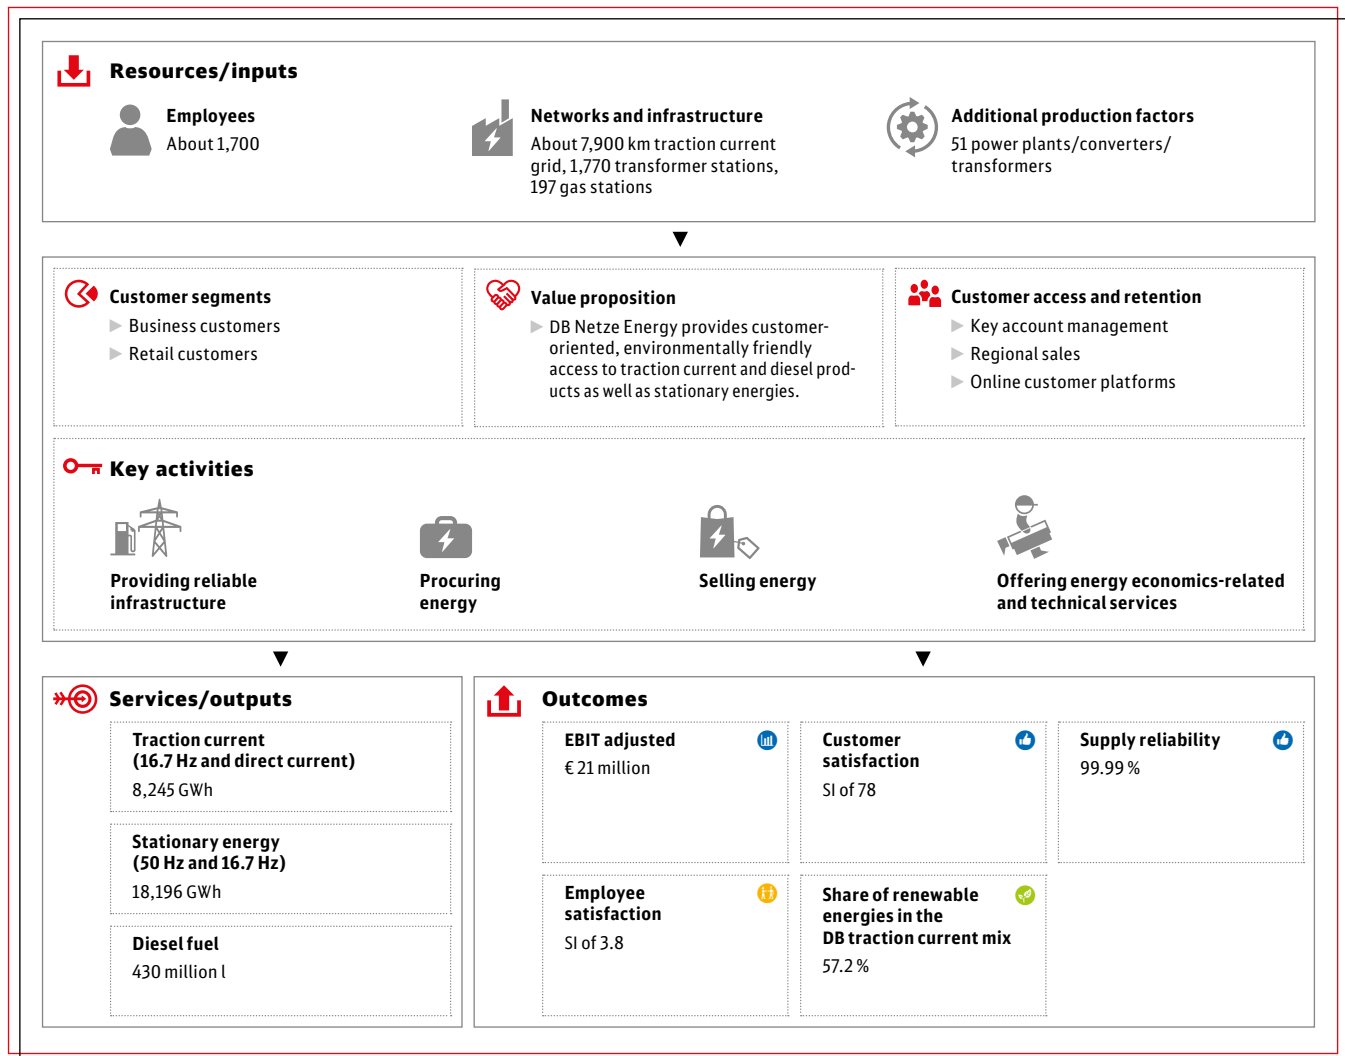 Resources/inputs
Employees
About 1,700
Networks and infrastructure
About 7,900 km traction current
grid, 1,770 transformer stations,
197 gas stations
Additional production factors
51 power plants/converters/
transformers
Customer segments
Business customers
Retail customers
Value proposition
DB Netze Energy provides customer-
oriented, environmentally friendly
access to traction current and diesel prod-
ucts as well as stationary energies.
Customer access and retention
Key account management
Regional sales
Online customer platforms
Key activities
Providing reliable
infrastructure
Procuring
energy
Selling energy
Offering energy economics-related
and technical services
Services/outputs
Traction current
(16.7 Hz and direct current)
8,245 GWh
Stationary energy
(50 Hz and 16.7 Hz)
18,196 GWh
Diesel fuel
430 million l
Outcomes
EBIT adjusted
€ 21 million
Customer
satisfaction
SI of 78
Supply reliability
99.99 %
Employee
satisfaction
SI of 3.8
Share of renewable
energies in the
DB traction current mix
57.2 %